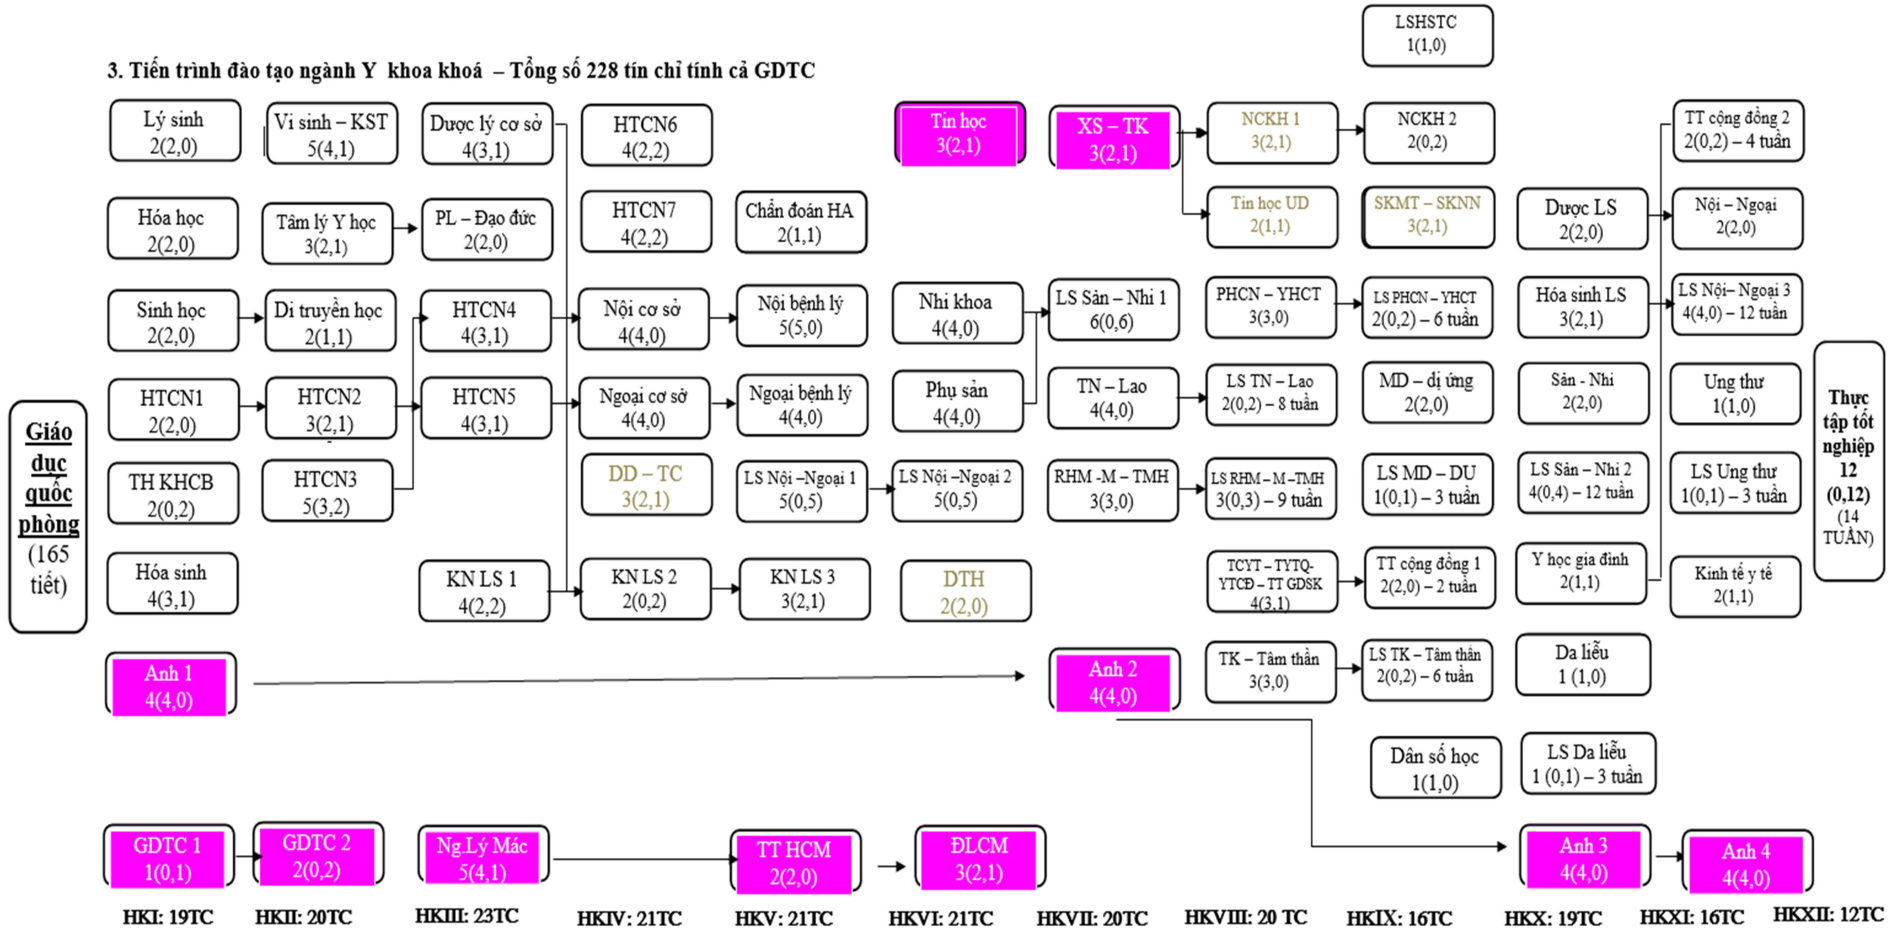 LSHSTC
1(1,0)
3. Tiến trình đào tạo ngành Y khoa khoá – Tổng số 228 tín chỉ tính cả GDTC
Lý sinh
2(2,0)
Vi sinh – KST
5(4,1)
Dược lý cơ sở
4(3,1)
HTCN6
4(2,2)
Tin học
3(2,1)
XS – TK
3(2,1)
NCKH 1
3(2,1)
NCKH 2
2(0,2)
TT cộng đồng 2
2(0,2) – 4 tuần
Hóa học
2(2,0)
Tâm lý Y học
3(2,1)
PL – Đạo đức
2(2,0)
HTCN7
4(2,2)
Chẩn đoán HA
2(1,1)
Tin học UD
2(1,1)
SKMT – SKNN
3(2,1)
Dược LS
2(2,0)
Nội – Ngoại
2(2,0)
Sinh học
2(2,0)
Di truyền học
2(1,1)
HTCN4
4(3,1)
Nội cơ sở
4(4,0)
Nội bệnh lý
5(5,0)
Nhi khoa
4(4,0)
LS Sản – Nhi 1
6(0,6)
PHCN – YHCT
3(3,0)
LS PHCN – YHCT
2(0,2) – 6 tuần
Hóa sinh LS
3(2,1)
LS Nội– Ngoại 3
4(4,0) – 12 tuần
HTCN1
2(2,0)
HTCN2
3(2,1)
HTCN5
4(3,1)
Ngoại cơ sở
4(4,0)
Ngoại bệnh lý
4(4,0)
Phụ sản
4(4,0)
TN – Lao
4(4,0)
LS TN – Lao
2(0,2) – 8 tuần
MD – dị ứng
2(2,0)
Sản - Nhi
2(2,0)
Ung thư
1(1,0)
TH KHCB
2(0,2)
HTCN3
5(3,2)
DD – TC
3(2,1)
LS Nội –Ngoại 1
5(0,5)
LS Nội –Ngoại 2
5(0,5)
RHM -M – TMH
3(3,0)
LS RHM – M –TMH
3(0,3) – 9 tuần
LS MD – DU
1(0,1) – 3 tuần
LS Sản – Nhi 2
4(0,4) – 12 tuần
LS Ung thư
1(0,1) – 3 tuần
Giáo
dục
quốc
phòng
(165
tiết)
Thực
tập tốt
nghiệp
12
(0,12)
(14
TUẦN)
Hóa sinh
4(3,1)
KN LS 1
4(2,2)
KN LS 2
2(0,2)
KN LS 3
3(2,1)
DTH
2(2,0)
TCYT – TYTQ-
YTCĐ – TT GDSK
4(3,1)
TT cộng đồng 1
2(2,0) – 2 tuần
Y học gia đình
2(1,1)
Kinh tế y tế
2(1,1)
Anh 1
4(4,0)
Anh 2
4(4,0)
TK – Tâm thần
3(3,0)
LS TK – Tâm thần
2(0,2) – 6 tuần
Da liễu
1 (1,0)
Dân số học
1(1,0)
LS Da liễu
1 (0,1) – 3 tuần
GDTC 1
1(0,1)
GDTC 2
2(0,2)
Ng.Lý Mác
5(4,1)
TT HCM
2(2,0)
ĐLCM
3(2,1)
Anh 3
4(4,0)
Anh 4
4(4,0)
HKI: 19TC
HKII: 20TC
HKIII: 23TC
HKIV: 21TC
HKV: 21TC
HKVI: 21TC
HKVII: 20TC
HKVIII: 20 TC
HKIX: 16TC
HKX: 19TC
HKXI: 16TC
HKXII: 12TC